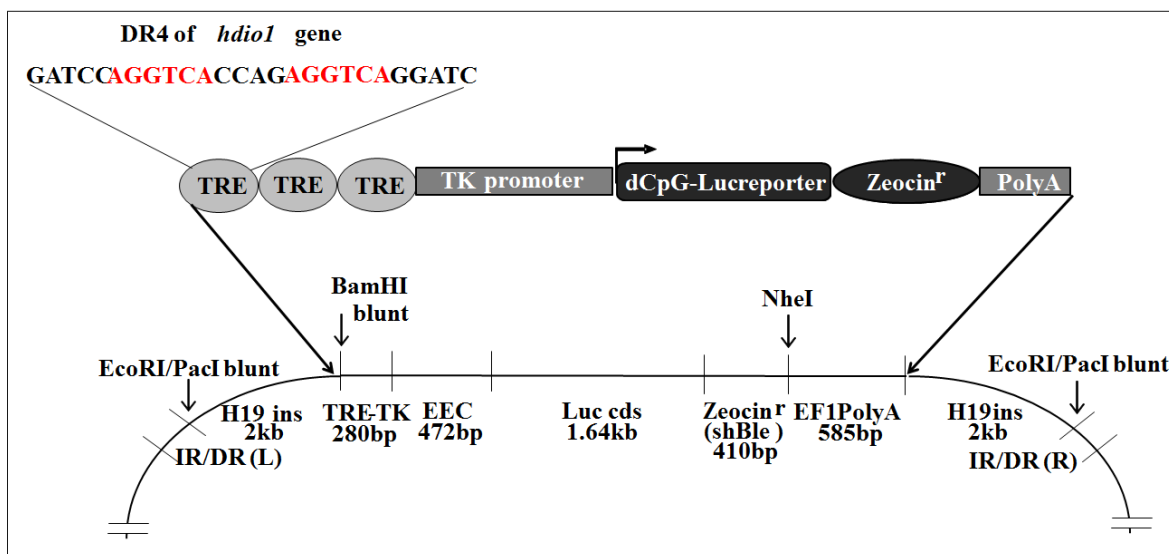 DR4 of hdio1 gene
GATCCAGGTCACCAGAGGTCAGGATC
TRE TRE TRE TK promoter dCpG-Lucreporter Zeocinr PolyA
BamHI
blunt
NheI
EcoRI/PacI blunt
EcoRI/PacI blunt
H19 ins
2kb
TRE-TK
280bp
EEC
472bp
Luc cds
1.64kb
Zeocinr
(shBle)
410bp
EF1PolyA
585bp
H19ins
2kb
IR/DR (L)
IR/DR (R)